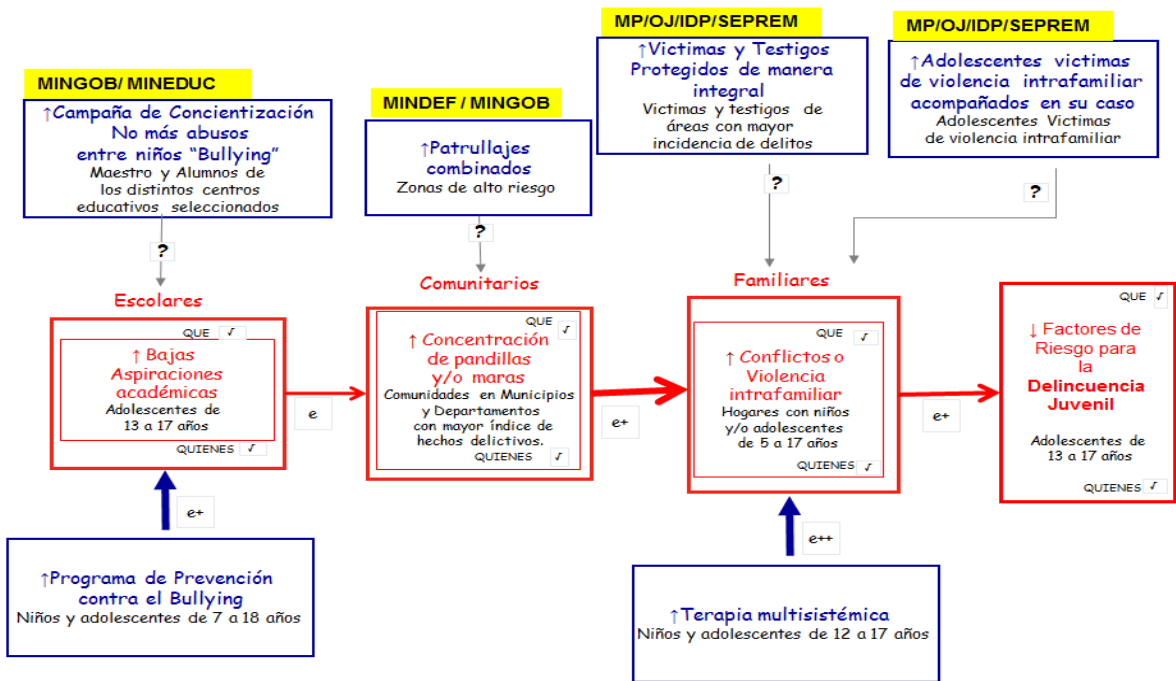 MINGOB/ MINEDUC
↑Campaña de Concientización
No más abusos
entre niños “Bullying”
Maestro y Alumnos de
los distintos centros
educativos seleccionados
?
MINDEF / MINGOB
↑Patrullajes
combinados
Zonas de alto riesgo
?
MP/OJ/IDP/SEPREM
↑Victimas y Testigos
Protegidos de manera
integral
Victimas y testigos de
áreas con mayor
incidencia de delitos
?
MP/OJ/IDP/SEPREM
↑Adolescentes victimas
de violencia intrafamiliar
acompañados en su caso
Adolescentes Victimas
de violencia intrafamiliar
?
Escolares
QUE √
↑ Bajas
Aspiraciones
académicas
Adolescentes de
13 a 17 años
QUIENES √
e
Comunitarios
QUE √
↑ Concentración
de pandillas
y/o maras
Comunidades en Municipios
y Departamentos
con mayor índice de
hechos delictivos.
QUIENES √
e+
Familiares
QUE √
↑ Conflictos o
Violencia
intrafamiliar
Hogares con niños
y/o adolescentes
de 5 a 17 años
QUIENES √
e+
QUE √
↓ Factores de
Riesgo para
la
Delincuencia
Juvenil
Adolescentes de
13 a 17 años
QUIENES √
e+
↑Programa de Prevención
contra el Bullying
Niños y adolescentes de 7 a 18 años
e++
↑Terapia multisistémica
Niños y adolescentes de 12 a 17 años